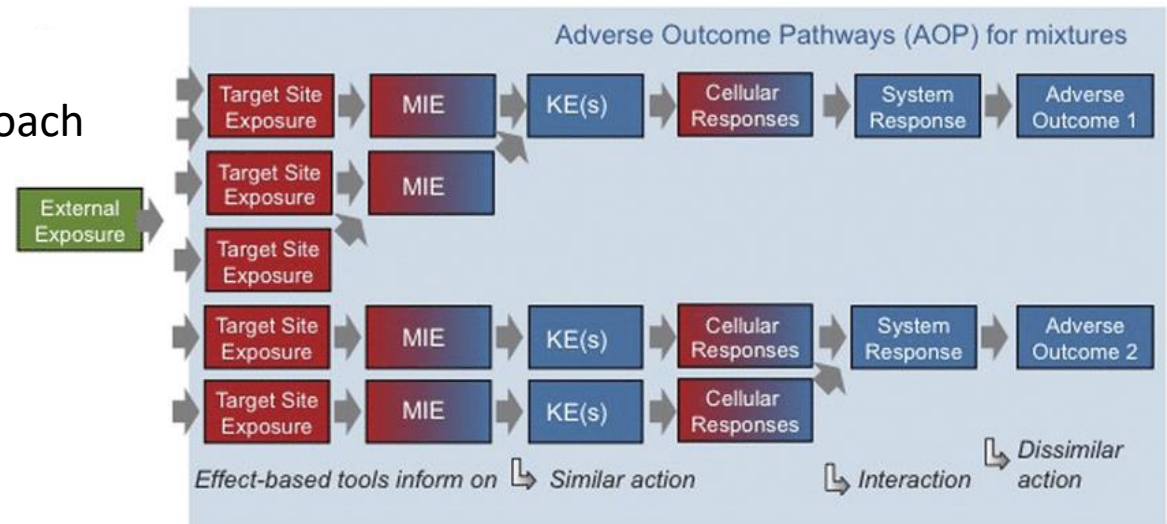 Adverse Outcome Pathways (AOP) for mixtures
oach
External
Exposure
Target Site
Exposure
MIE
KE(s)
Cellular
Responses
System
Response
Adverse
Outcome 1
Target Site
Exposure
MIE
Target Site
Exposure
Target Site
Exposure
MIE
KE(s)
Cellular
Responses
System
Response
Adverse
Outcome 2
Target Site
Exposure
MIE
KE(s)
Cellular
Responses
Effect-based tools inform on
Similar action
Interaction
Dissimilar
action